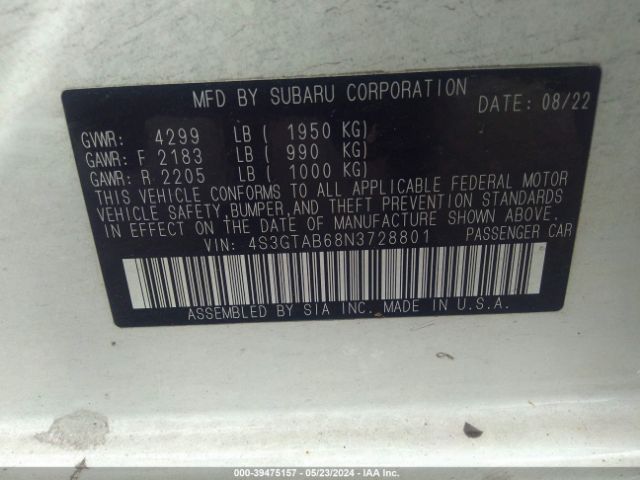 MFD BY SUBARU CORPORATION
DATE: 08/22
GVWR: 4299 LB ( 1950 KG)
GAWR: F 2183 LB ( 990 KG)
GAWR: R 2205 LB ( 1000 KG)
THIS VEHICLE CONFORMS TO ALL APPLICABLE FEDERAL MOTOR
VEHICLE SAFETY,BUMPER,AND THEFT PREVENTION STANDARDS
IN EFFECT ON THE DATE OF MANUFACTURE SHOWN ABOVE.
VIN: 4S3GTAB68N3728801 PASSENGER CAR
ASSEMBLED BY SIA INC. MADE IN U.S.A.
000-39475157 - 05/23/2024 - IAA Inc.